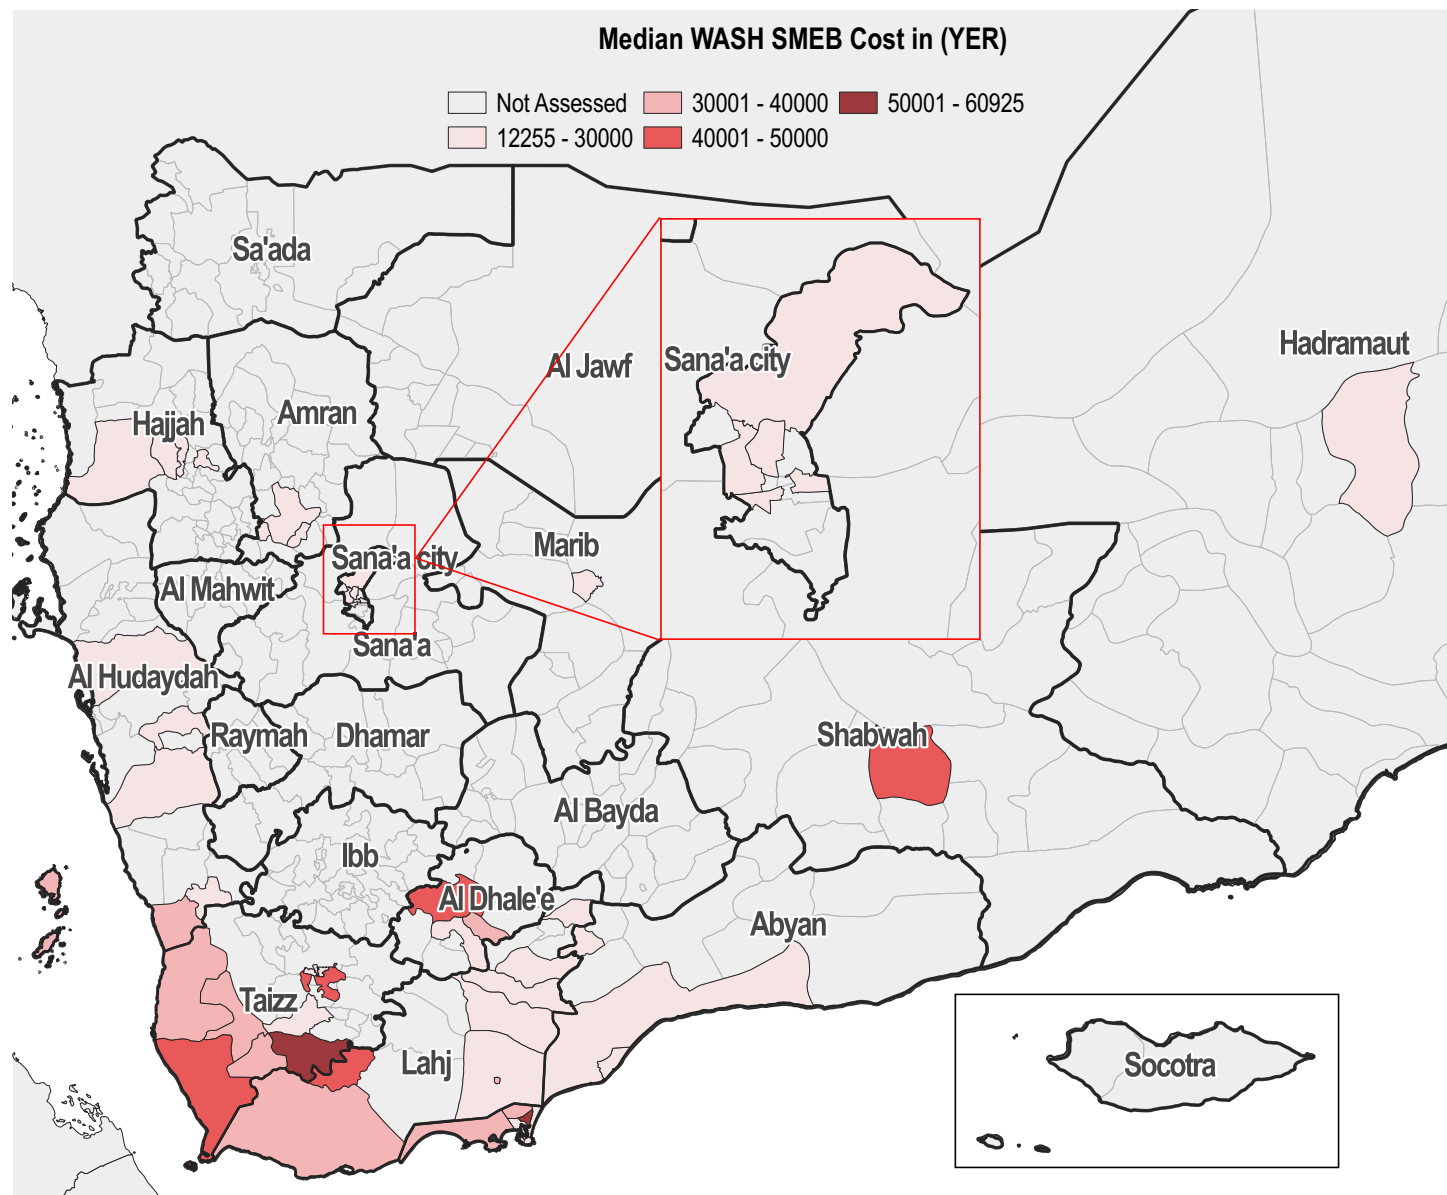 Median WASH SMEB Cost in (YER)
Not Assessed
30001 - 40000
50001 - 60925
12255 - 30000
40001 - 50000
Sa'ada
Hadramaut
Sana'a city
Al Jawf
Hajjah
Amran
Marib
Sana'a city
Al Mahwit
Sana'a
Al Hudaydah
Raymah
Dhamar
Shabwah
Al Bayda
Ibb
Al Dhale'e
Abyan
Taizz
Lahj
Socotra